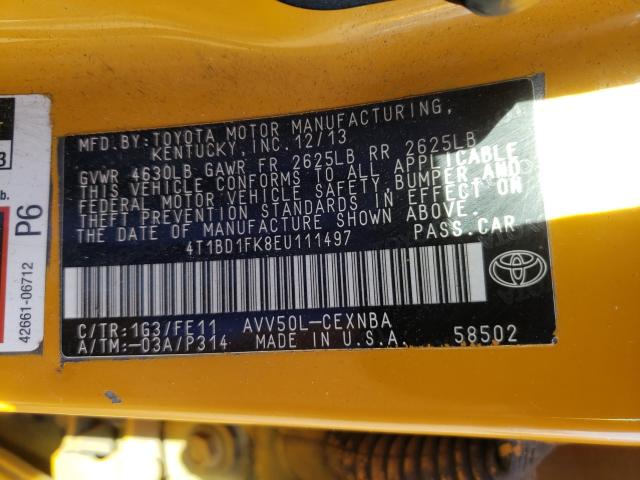 MFD.BY:TOYOTA MOTOR MANUFACTURING,
KENTUCKY, INC. 12/13
GVWR 4630LB GAWR FR 2625LB RR 2625LB
THIS VEHICLE CONFORMS TO ALL APPLICABLE
FEDERAL MOTOR VEHICLE SAFETY, BUMPER, AND
THEFT PREVENTION STANDARDS IN EFFECT ON
THE DATE OF MANUFACTURE SHOWN ABOVE.
4T1BD1FK8EU111497 PASS.CAR
C/TR:1G3/FE11 AVV50L-CEXNBA
A/TM:-03A/P314 MADE IN U.S.A. 58502
TOYOTA
3
b.
P6
42661-06712